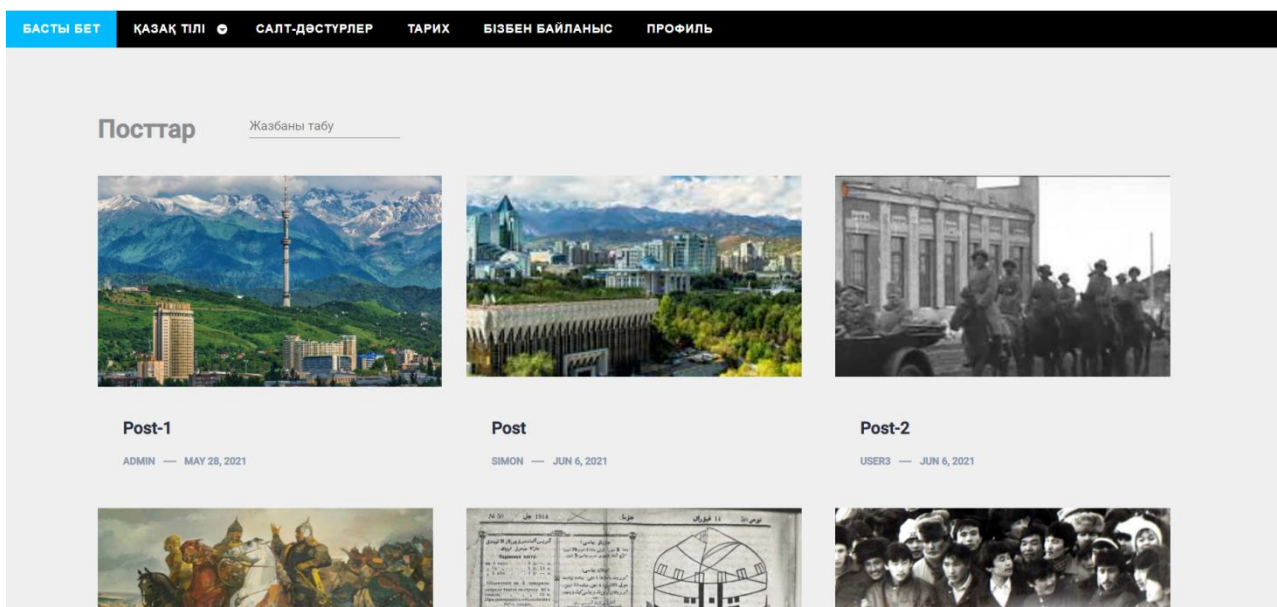 БАСТЫ БЕТ ҚАЗАҚ ТІЛІ САЛТ-ДӘСТҮРЛЕР ТАРИХ БІЗБЕН БАЙЛАНЫС ПРОФИЛЬ
Посттар Жазбаны табу
Post-1 Post Post-2
ADMIN — MAY 28, 2021 SIMON — JUN 6, 2021 USER3 — JUN 6, 2021